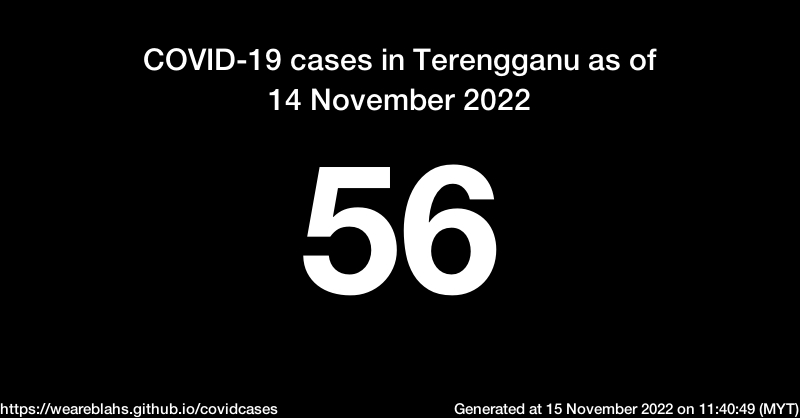 COVID-19 cases in Terengganu as of
14 November 2022
56
https://weareblahs.github.io/covidcases
Generated at 15 November 2022 on 11:40:49 (MYT)